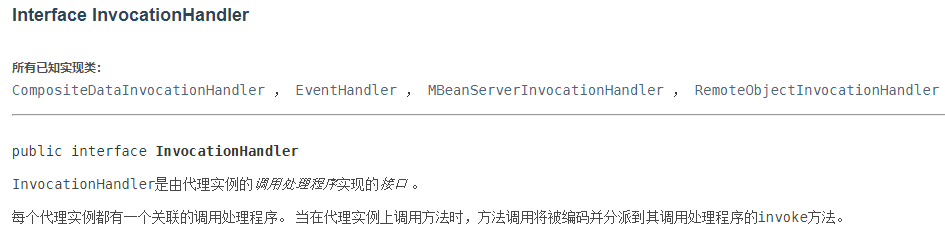 Interface InvocationHandler
所有已知实现类:
CompositeDataInvocationHandler ， EventHandler ， MBeanServerInvocationHandler ， RemoteObjectInvocationHandler
public interface InvocationHandler
InvocationHandler是由代理实例的调用处理程序实现的接口 。
每个代理实例都有一个关联的调用处理程序。 当在代理实例上调用方法时，方法调用将被编码并分派到其调用处理程序的invoke方法。